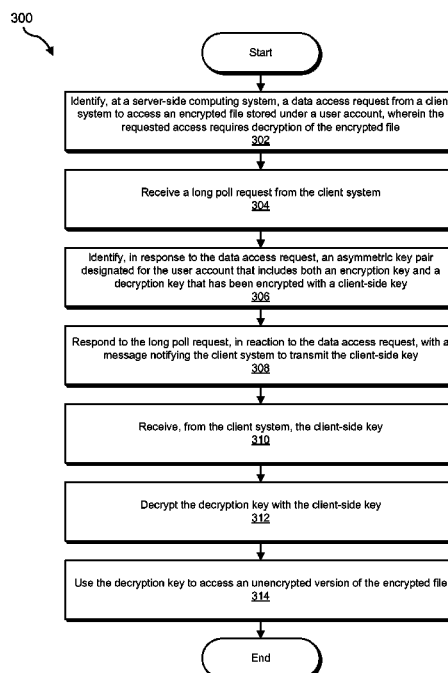 300
Start
Identify, at a server-side computing system, a data access request from a client
system to access an encrypted file stored under a user account, wherein the
requested access requires decryption of the encrypted file
302
Receive a long poll request from the client system
304
Identify, in response to the data access request, an asymmetric key pair
designated for the user account that includes both an encryption key and a
decryption key that has been encrypted with a client-side key
306
Respond to the long poll request, in reaction to the data access request, with a
message notifying the client system to transmit the client-side key
308
Receive, from the client system, the client-side key
310
Decrypt the decryption key with the client-side key
312
Use the decryption key to access an unencrypted version of the encrypted file
314
End